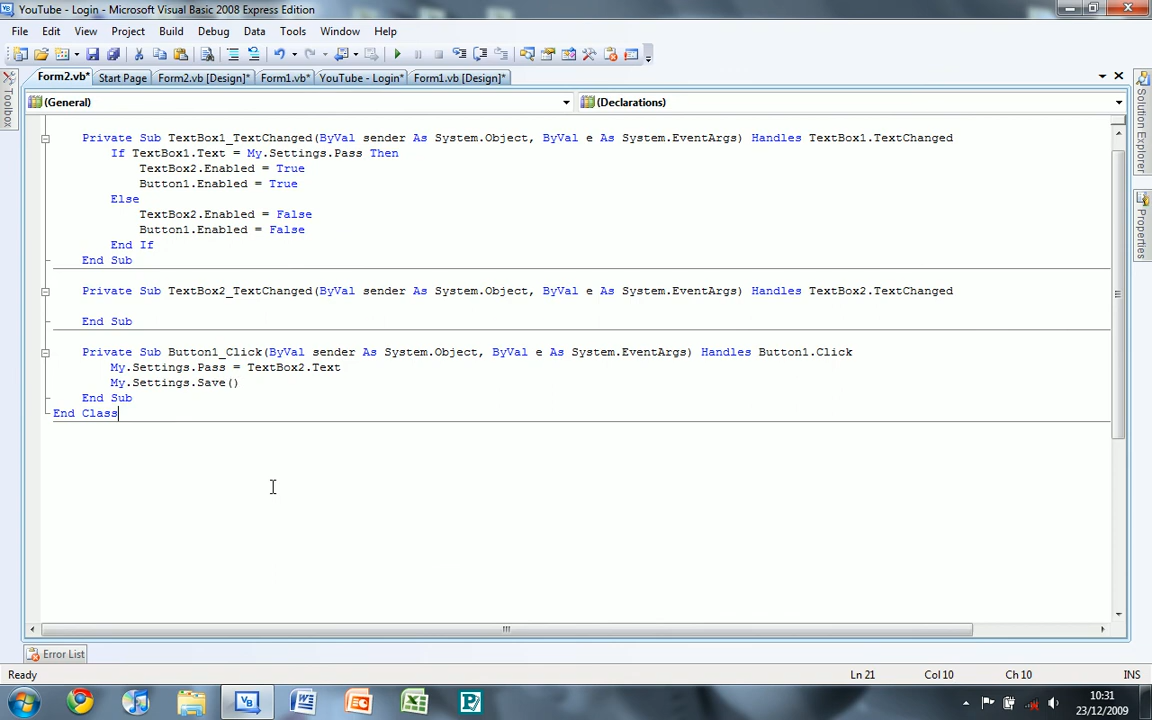 YouTube - Login - Microsoft Visual Basic 2008 Express Edition
File Edit View Project Build Debug Data Tools Window Help
Form2.vb* Start Page Form2.vb [Design]* Form1.vb* YouTube - Login* Form1.vb [Design]*
Toolbox
(General) (Declarations)
Private Sub TextBox1_TextChanged(ByVal sender As System.Object, ByVal e As System.EventArgs) Handles TextBox1.TextChanged
If TextBox1.Text = My.Settings.Pass Then
TextBox2.Enabled = True
Button1.Enabled = True
Else
TextBox2.Enabled = False
Button1.Enabled = False
End If
End Sub
Private Sub TextBox2_TextChanged(ByVal sender As System.Object, ByVal e As System.EventArgs) Handles TextBox2.TextChanged
End Sub
Private Sub Button1_Click(ByVal sender As System.Object, ByVal e As System.EventArgs) Handles Button1.Click
My.Settings.Pass = TextBox2.Text
My.Settings.Save()
End Sub
End Class
Solution Explorer
Properties
Error List
Ready Ln 21 Col 10 Ch 10 INS
10:31
23/12/2009